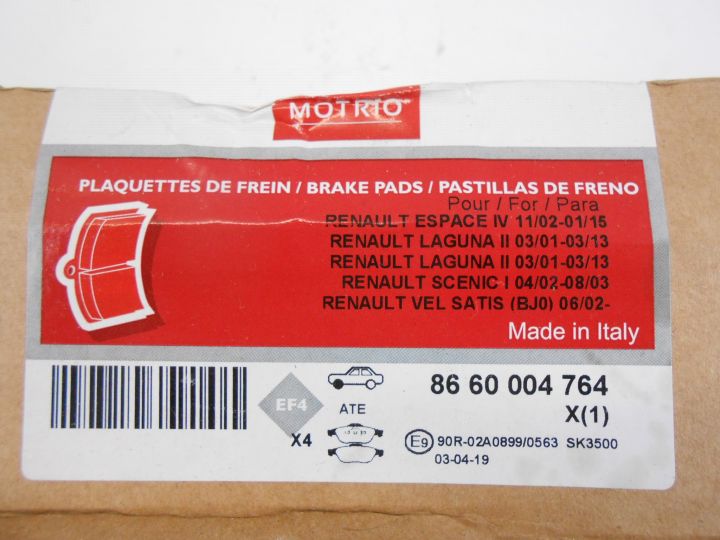 MOTRIO
PLAQUETTES DE FREIN / BRAKE PADS / PASTILLAS DE FRENO
Pour / For / Para
RENAULT ESPACE IV 11/02-01/15
RENAULT LAGUNA II 03/01-03/13
RENAULT LAGUNA II 03/01-03/13
RENAULT SCENIC I 04/02-08/03
RENAULT VEL SATIS (BJ0) 06/02-
Made in Italy
EF4
ATE
86 60 004 764
X(1)
X4
E9 90R-02A0899/0563 SK3500
03-04-19